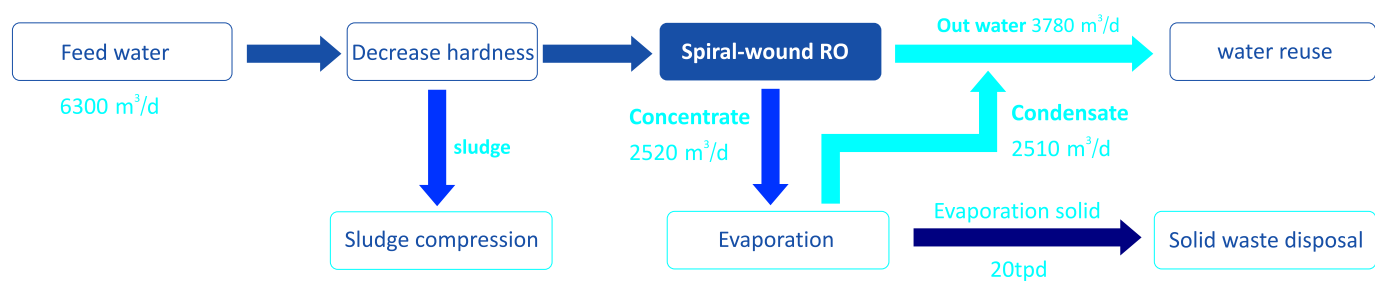 Out water 3780 m³/d
Feed water
Decrease hardness
Spiral-wound RO
water reuse
6300 m³/d
Concentrate
2520 m³/d
Condensate
2510 m³/d
sludge
Sludge compression
Evaporation
Evaporation solid
20tpd
Solid waste disposal